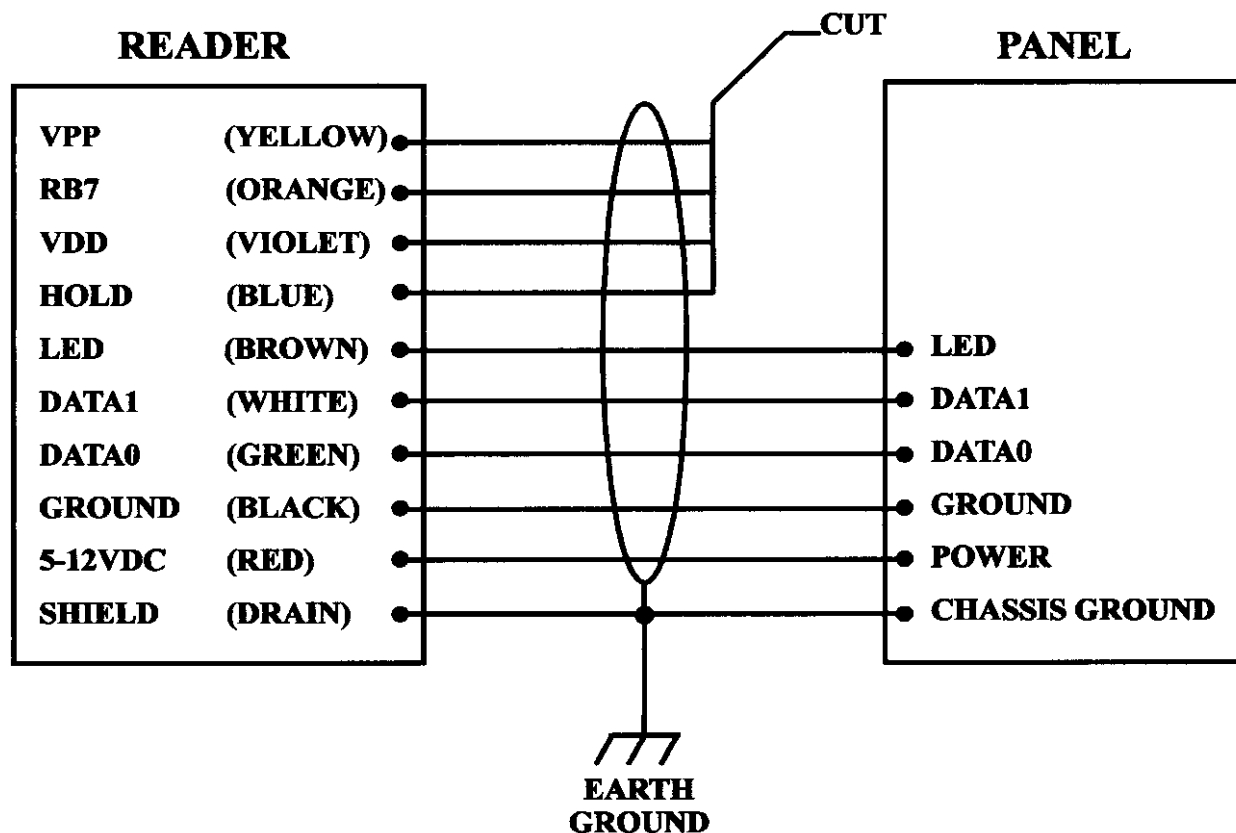 CUT
READER
PANEL
VPP (YELLOW)
RB7 (ORANGE)
VDD (VIOLET)
HOLD (BLUE)
LED (BROWN)
DATA1 (WHITE)
DATA0 (GREEN)
GROUND (BLACK)
5-12VDC (RED)
SHIELD (DRAIN)
LED
DATA1
DATA0
GROUND
POWER
CHASSIS GROUND
EARTH
GROUND